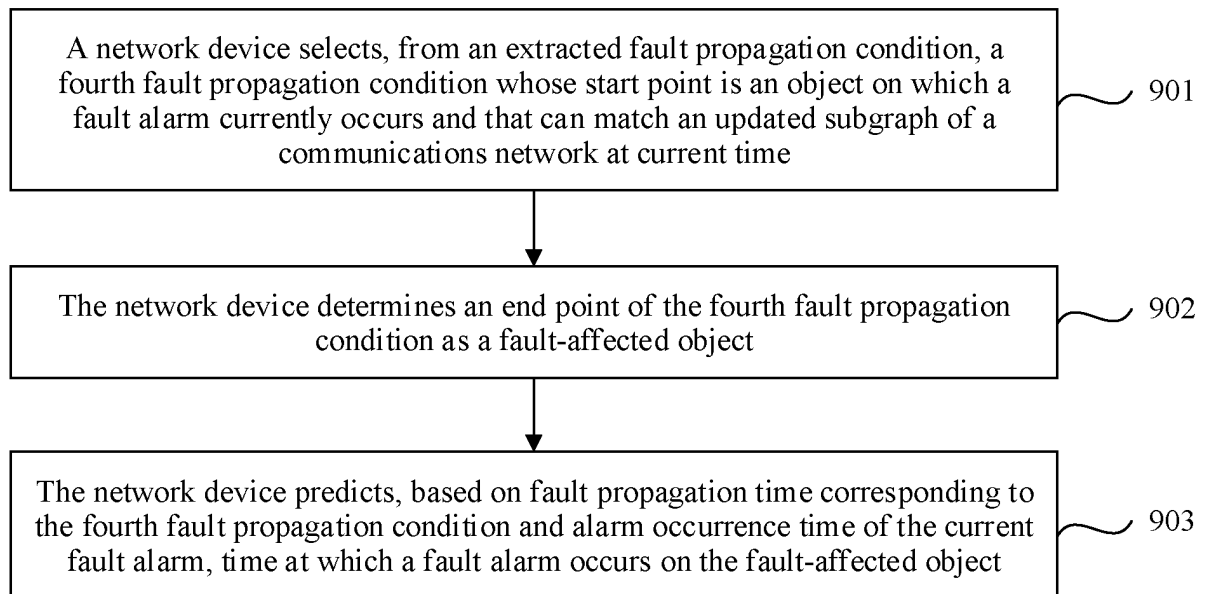 A network device selects, from an extracted fault propagation condition, a
fourth fault propagation condition whose start point is an object on which a
fault alarm currently occurs and that can match an updated subgraph of a
communications network at current time
901
The network device determines an end point of the fourth fault propagation
condition as a fault-affected object
902
The network device predicts, based on fault propagation time corresponding to
the fourth fault propagation condition and alarm occurrence time of the current
fault alarm, time at which a fault alarm occurs on the fault-affected object
903